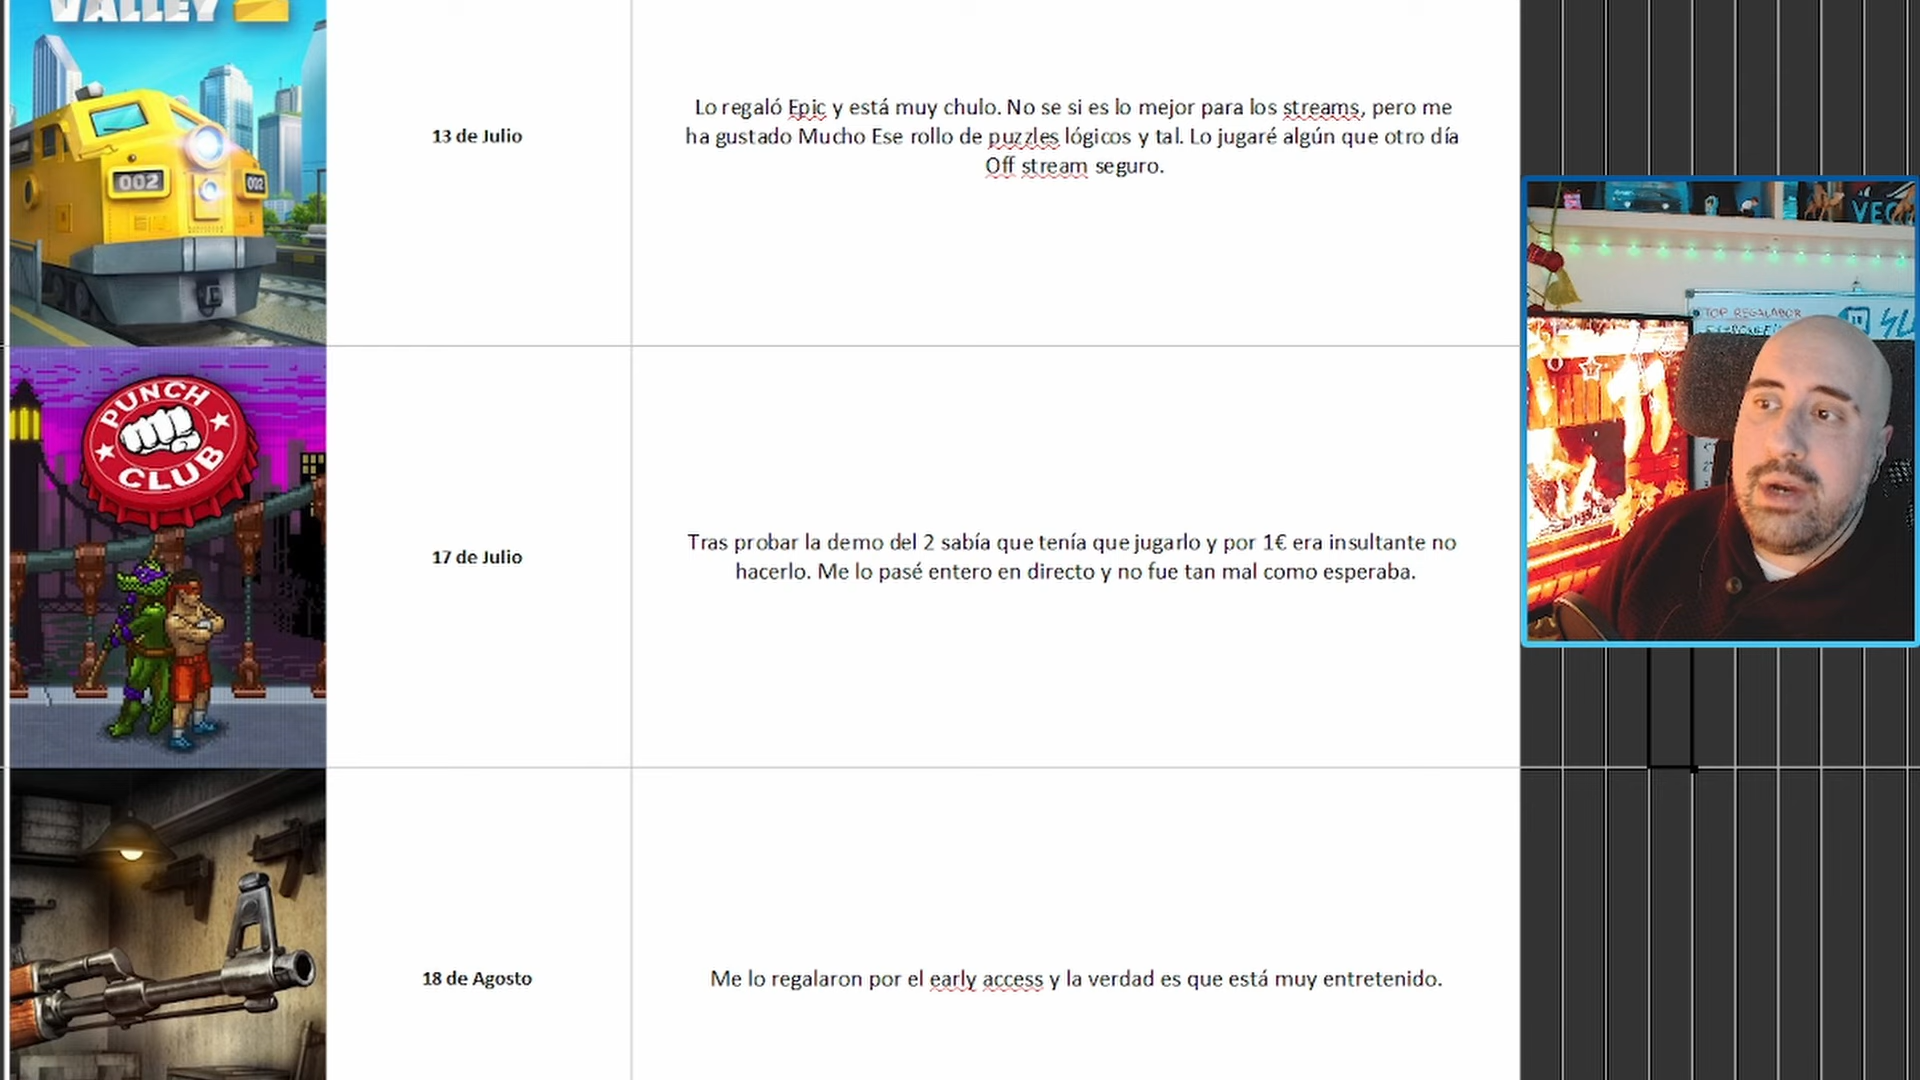 VALLEY 2
002
002
13 de Julio
Lo regaló Epic y está muy chulo. No se si es lo mejor para los streams, pero me
ha gustado Mucho Ese rollo de puzzles lógicos y tal. Lo jugaré algún que otro día
Off stream seguro.
VEG
TOP REGALADOR
PUNCH
CLUB
17 de Julio
Tras probar la demo del 2 sabía que tenía que jugarlo y por 1€ era insultante no
hacerlo. Me lo pasé entero en directo y no fue tan mal como esperaba.
18 de Agosto
Me lo regalaron por el early access y la verdad es que está muy entretenido.